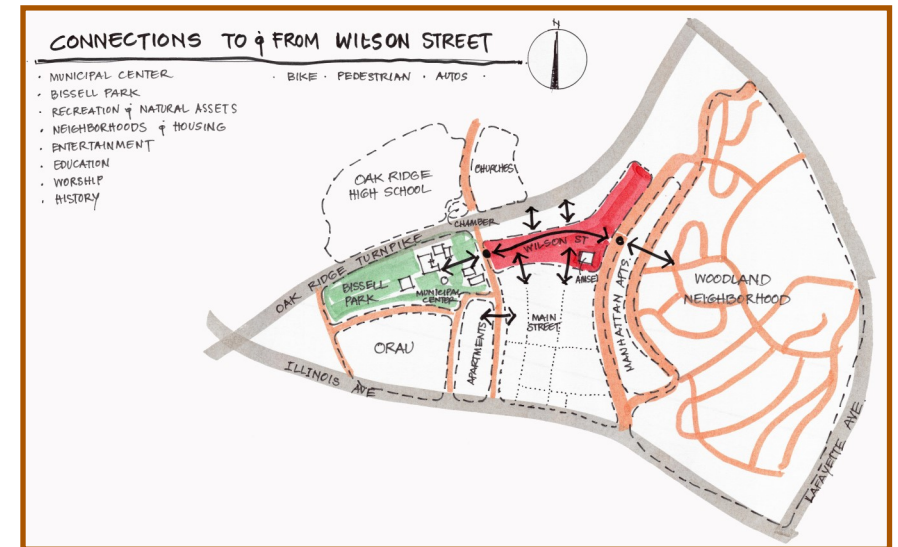 CONNECTIONS TO & FROM WILSON STREET
N
· MUNICIPAL CENTER
· BISSELL PARK
· RECREATION & NATURAL ASSETS
· NEIGHBORHOODS & HOUSING
· ENTERTAINMENT
· EDUCATION
· WORSHIP
· HISTORY
· BIKE · PEDESTRIAN · AUTOS ·
OAK RIDGE
HIGH SCHOOL
CHURCHES
CHAMBER
OAK RIDGE TURNPIKE
WILSON ST
BISSELL
PARK
MUNICIPAL
CENTER
AMSE
MAIN
STREET
APARTMENTS
ORAU
MANHATTAN APTS.
WOODLAND
NEIGHBORHOOD
ILLINOIS AVE
LAFAYETTE AVE